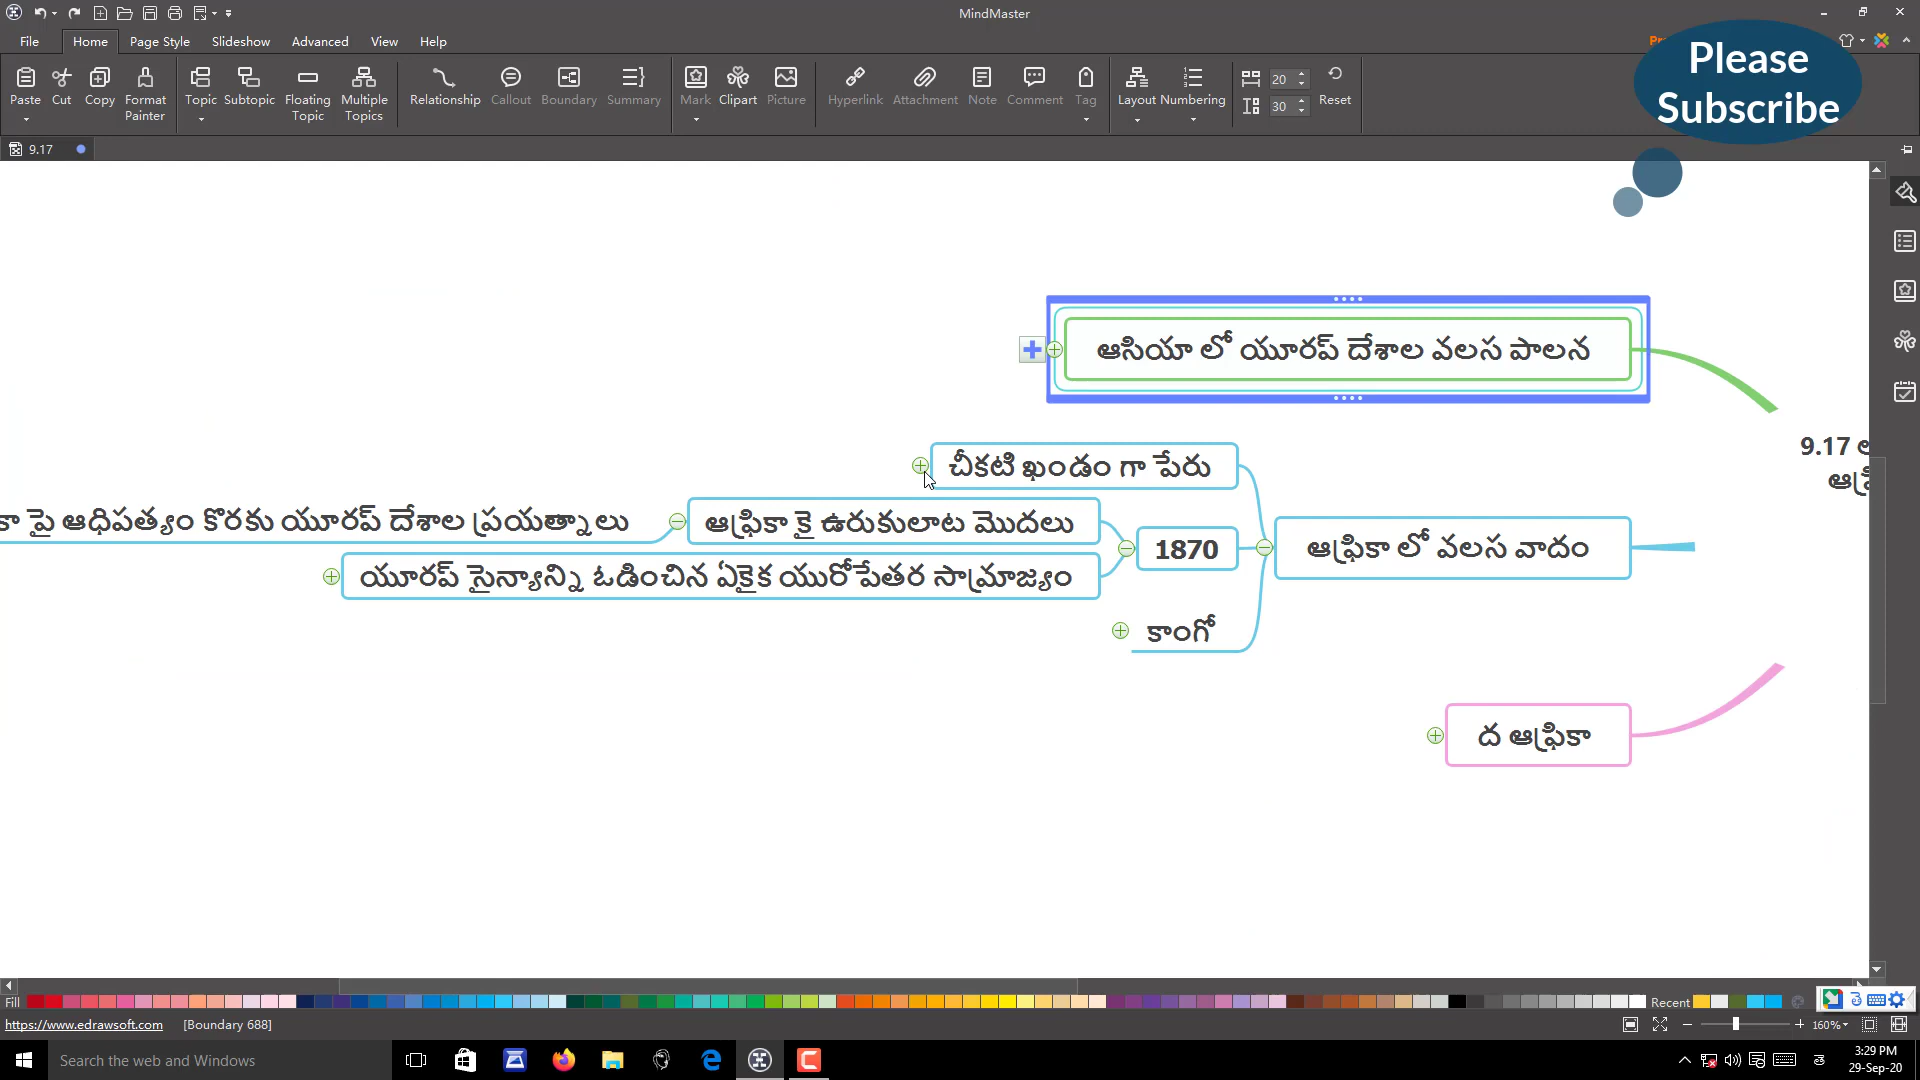 MindMaster
File Home Page Style Slideshow Advanced View Help
Please
Subscribe
Paste Cut Copy Format Painter Topic Subtopic Floating Topic Multiple Topics Relationship Callout Boundary Summary Mark Clipart Picture Hyperlink Attachment Note Comment Tag Layout Numbering 20 30 Reset
9.17
ఆసియా లో యూరప్ దేశాల వలస పాలన
9.17
చీకటి ఖండం గా పేరు
పై ఆధిపత్యం కొరకు యూరప్ దేశాల ప్రయత్నాలు
ఆఫ్రికా కై ఉరుకులాట మొదలు
1870
ఆఫ్రికా లో వలస వాదం
యూరప్ సైన్యాన్ని ఓడించిన ఏకైక యురోపేతర సామ్రాజ్యం
కాంగో
ద ఆఫ్రికా
Fill
Recent
https://www.edrawsoft.com [Boundary 688]
160%
Search the web and Windows
3:29 PM
29-Sep-20